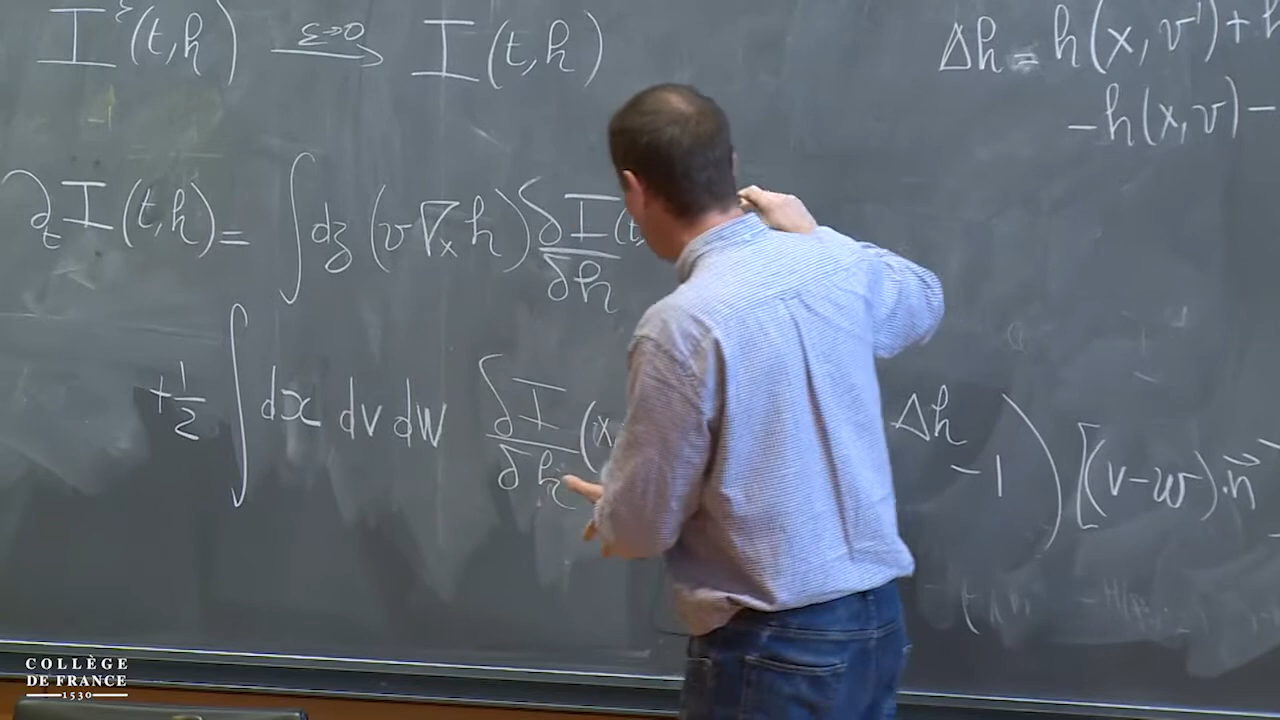 I^ε(t,h) —ε→0→ I(t,h)
Δh = h(x,v') + h
-h(x,v) -
∂_t I(t,h) = ∫dz (v∇_x h) δI(t, / δh
+ 1/2 ∫ dx dv dw δI/δh (x Δh -1 ) [(v-w).n⃗
COLLÈGE
DE FRANCE
1530